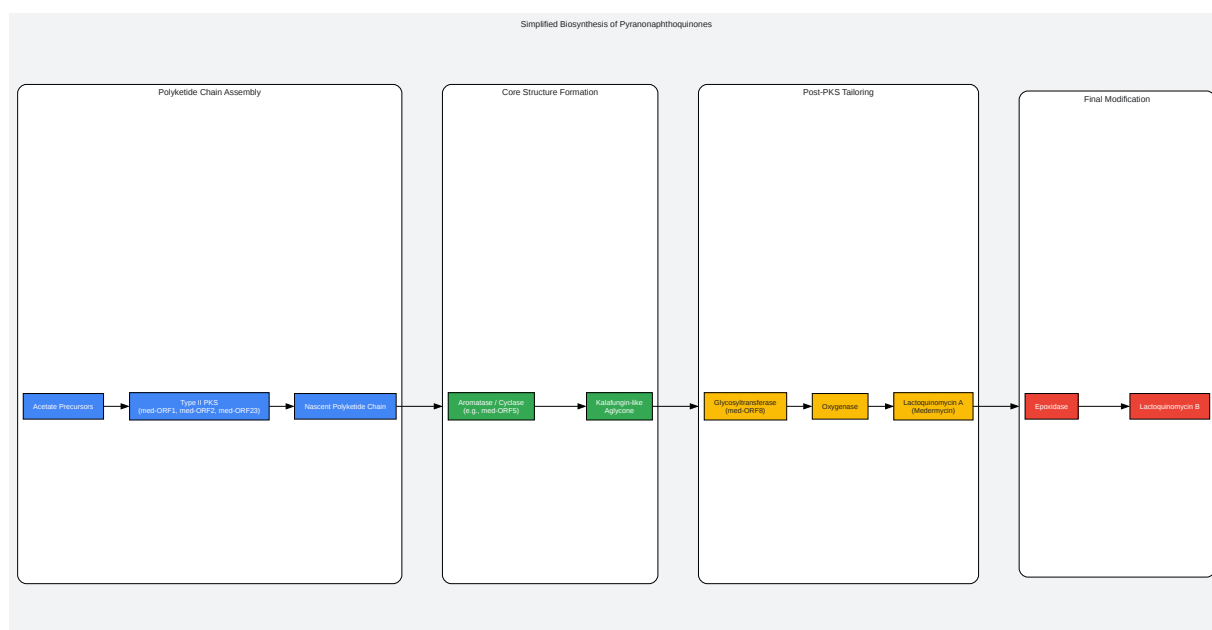 Simplified Biosynthesis of Pyranonaphthoquinones
Polyketide Chain Assembly
Acetate Precursors
Type II PKS
(med-ORF1, med-ORF2, med-ORF23)
Nascent Polyketide Chain
Core Structure Formation
Aromatase / Cyclase
(e.g., med-ORF5)
Kalafungin-like
Aglycone
Post-PKS Tailoring
Glycosyltransferase
(med-ORF8)
Oxygenase
Lactoquinomycin A
(Medermycin)
Final Modification
Epoxidase
Lactoquinomycin B